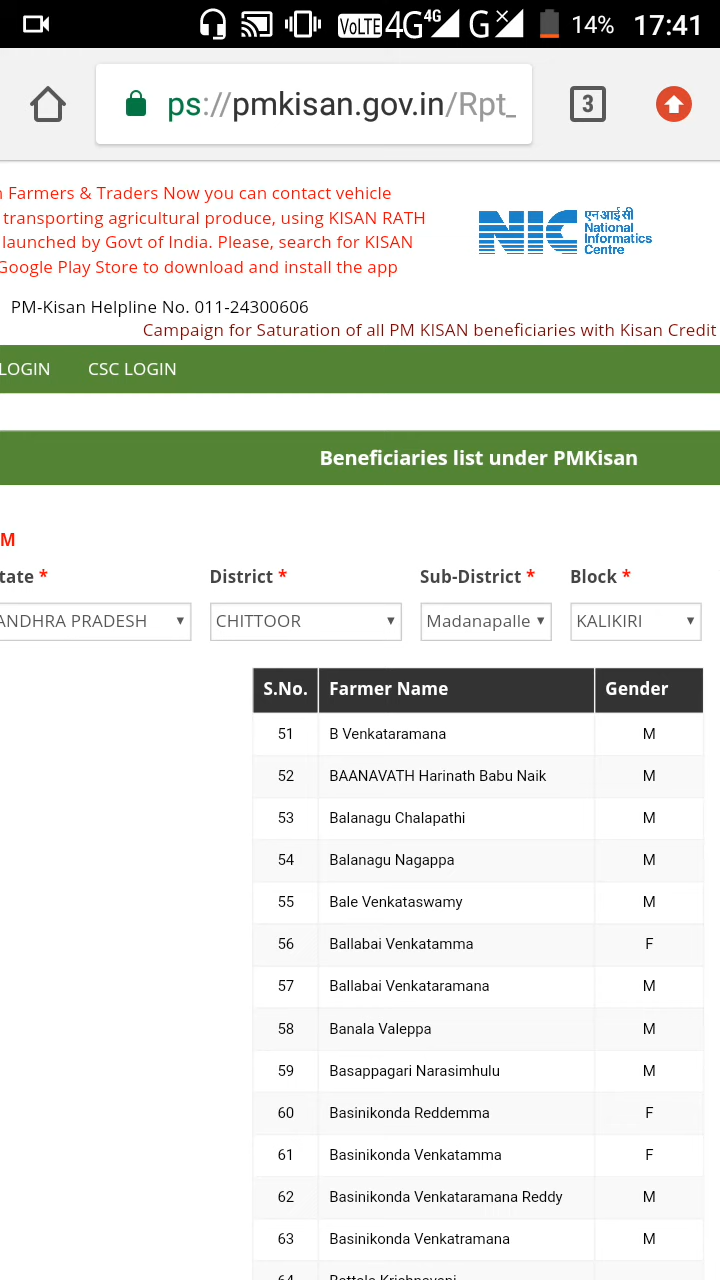 VoLTE 4G 4G G 14% 17:41
ps://pmkisan.gov.in/Rpt_
3
Farmers & Traders Now you can contact vehicle
transporting agricultural produce, using KISAN RATH
launched by Govt of India. Please, search for KISAN
Google Play Store to download and install the app
NIC
एन आई सी
National
Informatics
Centre
PM-Kisan Helpline No. 011-24300606
Campaign for Saturation of all PM KISAN beneficiaries with Kisan Credit
LOGIN CSC LOGIN
Beneficiaries list under PMKisan
M
tate * District * Sub-District * Block *
ANDHRA PRADESH CHITTOOR Madanapalle KALIKIRI
S.No. Farmer Name Gender
51 B Venkataramana M
52 BAANAVATH Harinath Babu Naik M
53 Balanagu Chalapathi M
54 Balanagu Nagappa M
55 Bale Venkataswamy M
56 Ballabai Venkatamma F
57 Ballabai Venkataramana M
58 Banala Valeppa M
59 Basappagari Narasimhulu M
60 Basinikonda Reddemma F
61 Basinikonda Venkatamma F
62 Basinikonda Venkataramana Reddy M
63 Basinikonda Venkatramana M